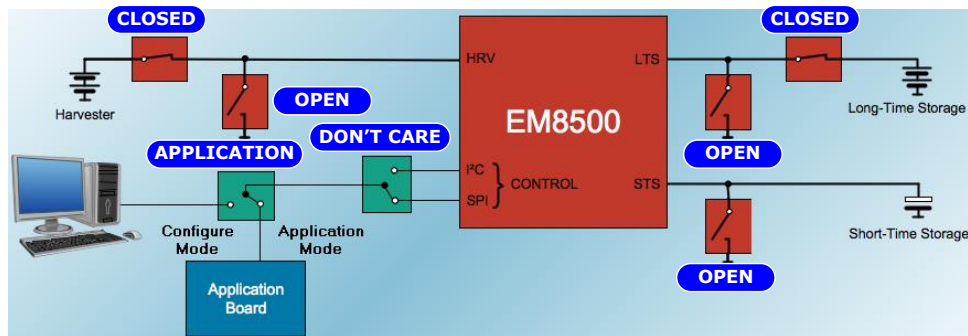 CLOSED
CLOSED
HRV
LTS
Harvester
OPEN
EM8500
Long-Time Storage
APPLICATION
DON'T CARE
OPEN
I²C
SPI
CONTROL
STS
Configure
Mode
Application
Mode
Short-Time Storage
OPEN
Application
Board